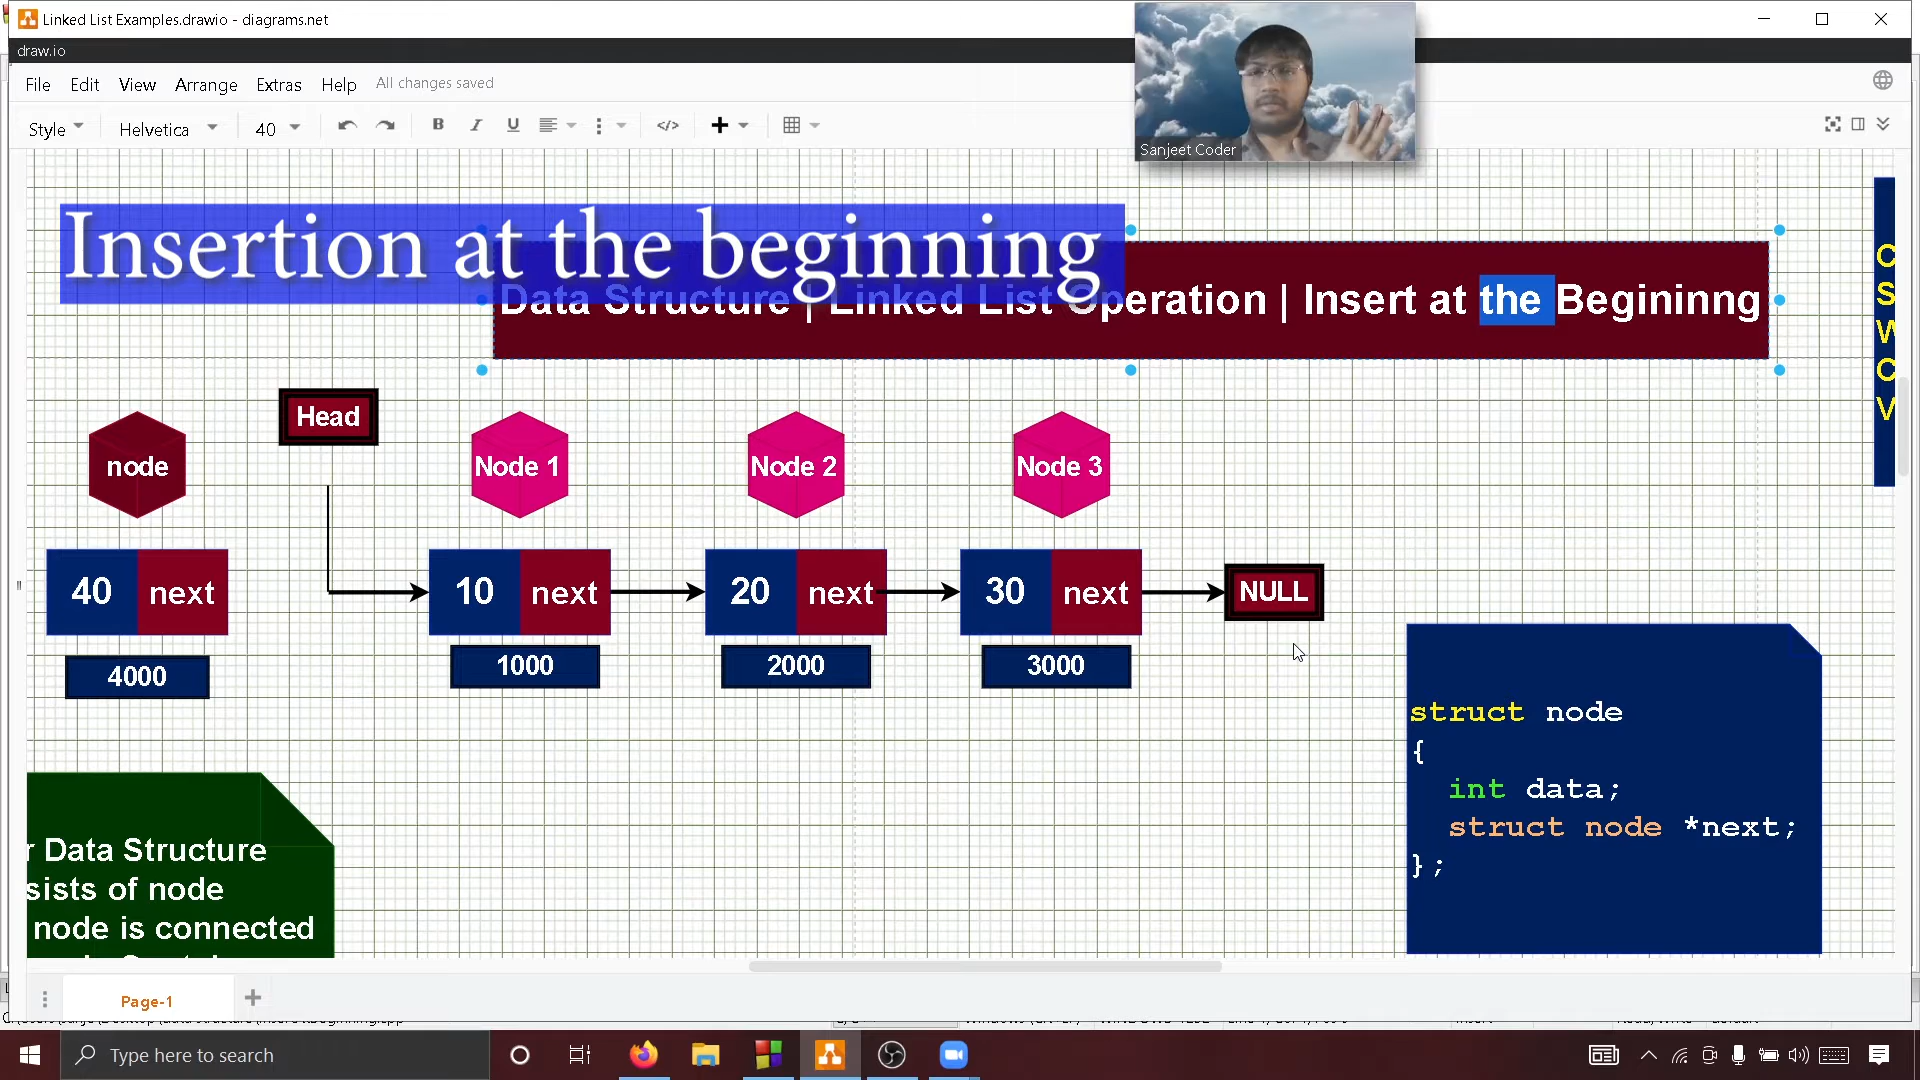 Linked List Examples.drawio - diagrams.net
draw.io
File Edit View Arrange Extras Help All changes saved
Style Helvetica 40 B I U
Sanjeet Coder
Insertion at the beginning
Data Structure | Linked List Operation | Insert at the Begininng
C
S
W
C
V
Head
node Node 1 Node 2 Node 3
40 next 10 next 20 next 30 next NULL
4000 1000 2000 3000
struct node
{
int data;
struct node *next;
};
r Data Structure
sists of node
node is connected
Page-1
Type here to search